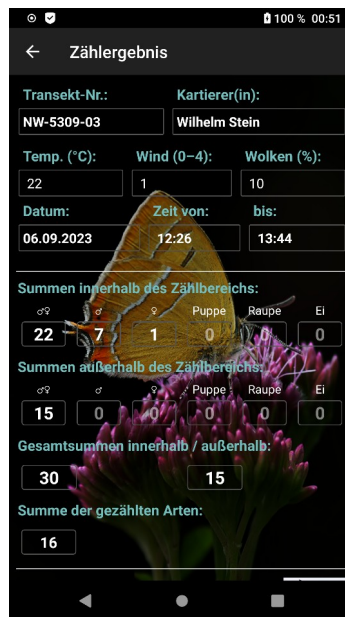 100 % 00:51
Zählergebnis
Transekt-Nr.: Kartierer(in):
NW-5309-03 Wilhelm Stein
Temp. (°C): Wind (0–4): Wolken (%):
22 1 10
Datum: Zeit von: bis:
06.09.2023 12:26 13:44
Summen innerhalb des Zählbereichs:
♂♀ ♂ ♀ Puppe Raupe Ei
22 7 1 0 0 0
Summen außerhalb des Zählbereichs:
♂♀ ♂ ♀ Puppe Raupe Ei
15 0 0 0 0 0
Gesamtsummen innerhalb / außerhalb:
30 15
Summe der gezählten Arten:
16